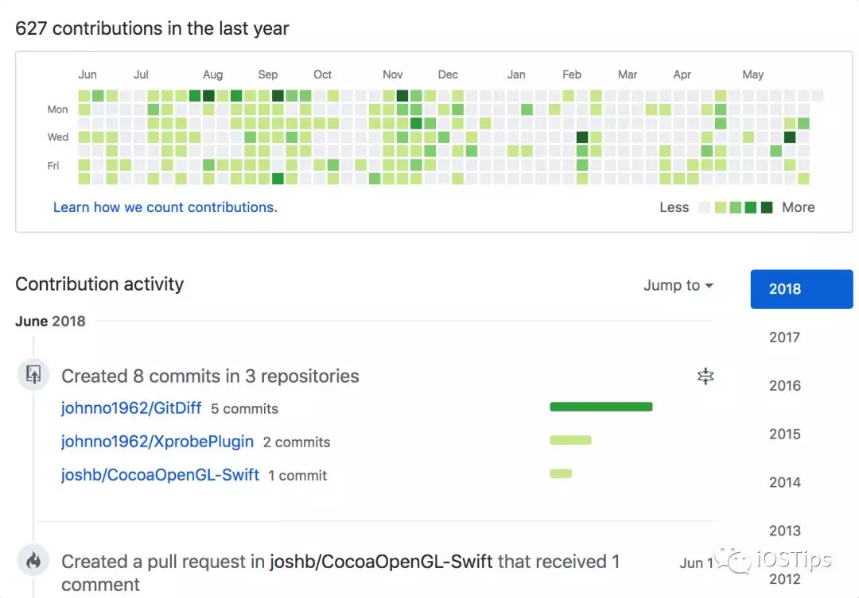 627 contributions in the last year
Jun Jul Aug Sep Oct Nov Dec Jan Feb Mar Apr May
Mon
Wed
Fri
Learn how we count contributions.
Less More
Contribution activity
Jump to
2018
June 2018
2017
Created 8 commits in 3 repositories
2016
johnno1962/GitDiff 5 commits
johnno1962/XprobePlugin 2 commits
2015
joshb/CocoaOpenGL-Swift 1 commit
2014
2013
Created a pull request in joshb/CocoaOpenGL-Swift that received 1
comment
Jun 1
iOSTips
2012